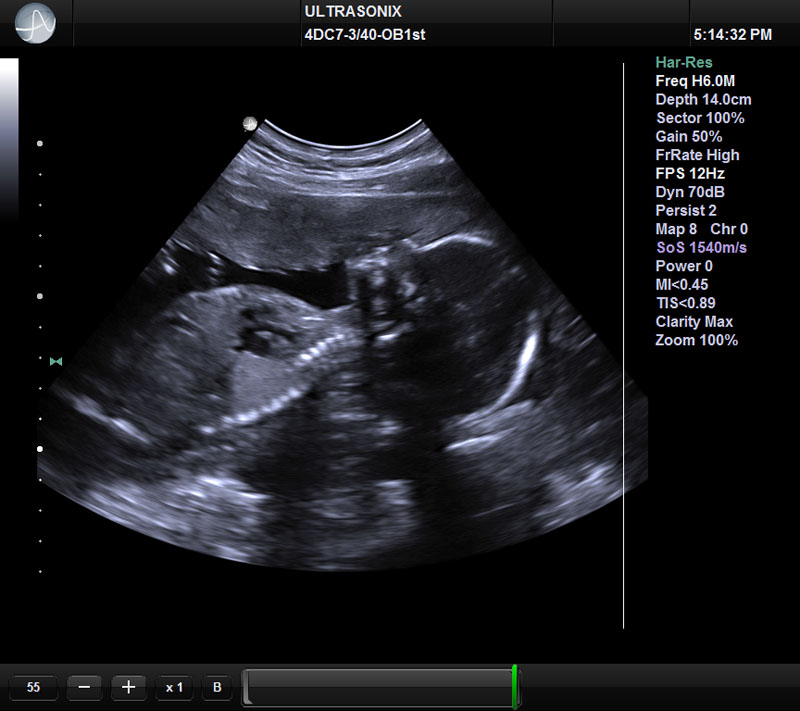 ULTRASONIX
4DC7-3/40-OB1st
5:14:32 PM
Har-Res
Freq H6.0M
Depth 14.0cm
Sector 100%
Gain 50%
FrRate High
FPS 12Hz
Dyn 70dB
Persist 2
Map 8 Chr 0
SoS 1540m/s
Power 0
MI<0.45
TIS<0.89
Clarity Max
Zoom 100%
55 − + x 1 B